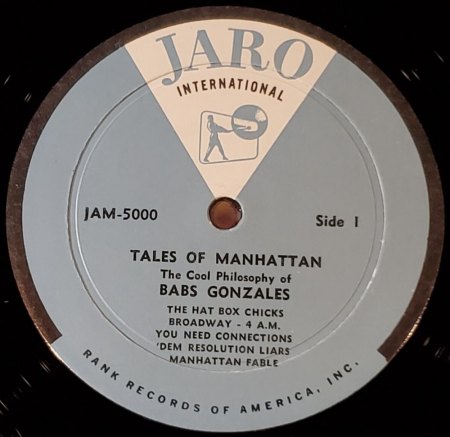 JARO
INTERNATIONAL
JAM-5000
Side 1
TALES OF MANHATTAN
The Cool Philosophy of
BABS GONZALES
THE HAT BOX CHICKS
BROADWAY - 4 A.M.
YOU NEED CONNECTIONS
'DEM RESOLUTION LIARS
MANHATTAN FABLE
RANK RECORDS OF AMERICA, INC.